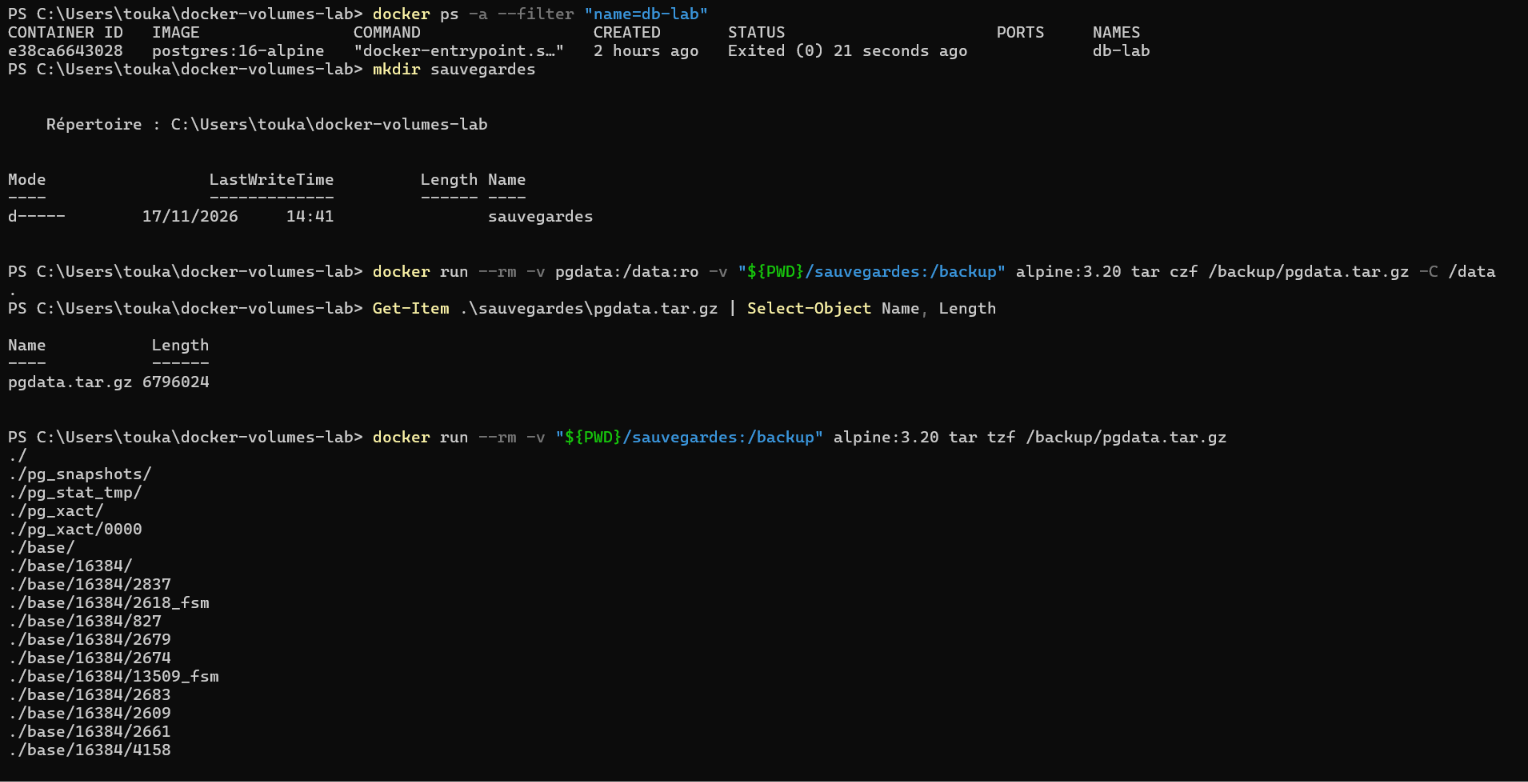 PS C:\Users\touka\docker-volumes-lab> docker ps -a --filter "name=db-lab"
CONTAINER ID   IMAGE                COMMAND                  CREATED       STATUS                      PORTS     NAMES
e38ca6643028   postgres:16-alpine   "docker-entrypoint.s…"   2 hours ago   Exited (0) 21 seconds ago             db-lab
PS C:\Users\touka\docker-volumes-lab> mkdir sauvegardes
    Répertoire : C:\Users\touka\docker-volumes-lab
Mode                 LastWriteTime         Length Name
----                 -------------         ------ ----
d-----        17/11/2026     14:41                sauvegardes
PS C:\Users\touka\docker-volumes-lab> docker run --rm -v pgdata:/data:ro -v "${PWD}/sauvegardes:/backup" alpine:3.20 tar czf /backup/pgdata.tar.gz -C /data
.
PS C:\Users\touka\docker-volumes-lab> Get-Item .\sauvegardes\pgdata.tar.gz | Select-Object Name, Length
Name           Length
----           ------
pgdata.tar.gz 6796024
PS C:\Users\touka\docker-volumes-lab> docker run --rm -v "${PWD}/sauvegardes:/backup" alpine:3.20 tar tzf /backup/pgdata.tar.gz
./
./pg_snapshots/
./pg_stat_tmp/
./pg_xact/
./pg_xact/0000
./base/
./base/16384/
./base/16384/2837
./base/16384/2618_fsm
./base/16384/827
./base/16384/2679
./base/16384/2674
./base/16384/13509_fsm
./base/16384/2683
./base/16384/2609
./base/16384/2661
./base/16384/4158